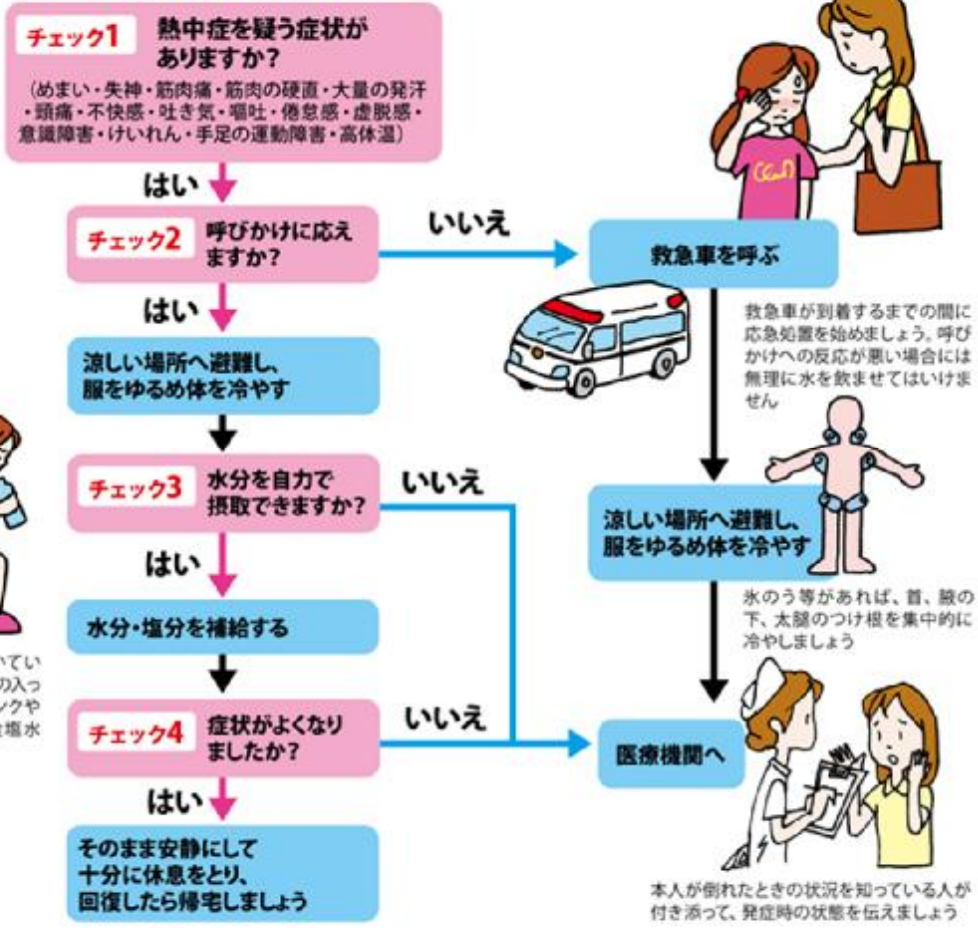 チェック1
熱中症を疑う症状が
ありますか?
(めまい・失神・筋肉痛・筋肉の硬直・大量の発汗
・頭痛・不快感・吐き気・嘔吐・倦怠感・虚脱感・
意識障害・けいれん・手足の運動障害・高体温)
はい
チェック2
呼びかけに応え
ますか?
いいえ
救急車を呼ぶ
救急車が到着するまでの間に
応急処置を始めましょう。呼び
かけへの反応が悪い場合には
無理に水を飲ませてはいけま
せん
はい
涼しい場所へ避難し、
服をゆるめ体を冷やす
チェック3
水分を自力で
摂取できますか?
いいえ
涼しい場所へ避難し、
服をゆるめ体を冷やす
氷のう等があれば、首、腋の
下、太腿のつけ根を集中的に
冷やしましょう
はい
水分・塩分を補給する
いてい
の入っ
ンクや
塩水
チェック4
症状がよくなり
ましたか?
いいえ
医療機関へ
はい
そのまま安静にして
十分に休息をとり、
回復したら帰宅しましょう
本人が倒れたときの状況を知っている人が
付き添って、発症時の状態を伝えましょう